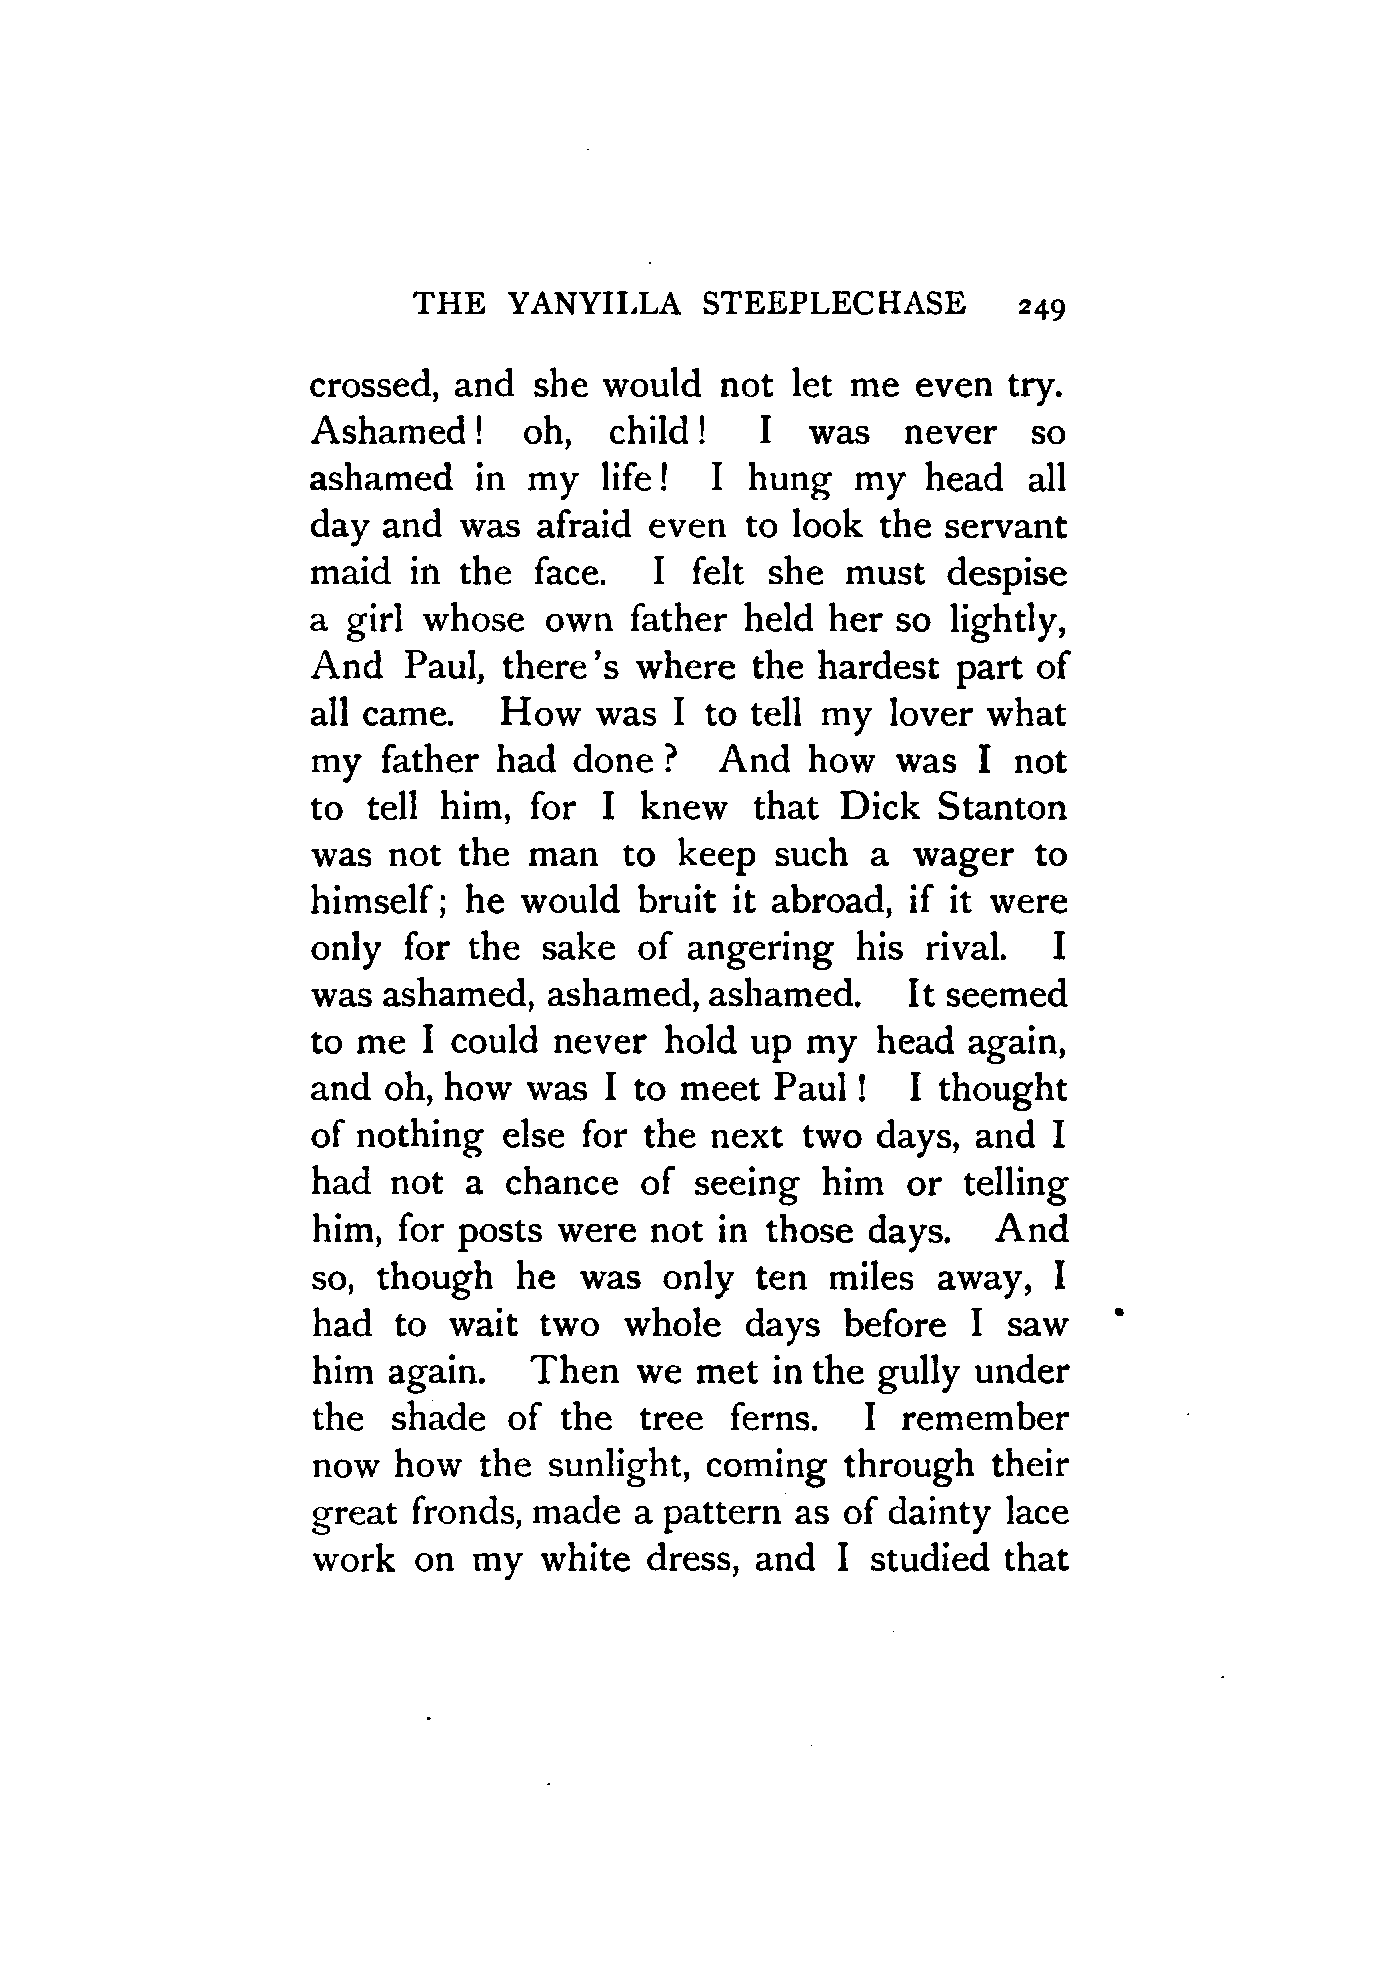 THE YANYILLA STEEPLECHASE 249
crossed, and she would not let me even try.
Ashamed! oh, child! I was never so
ashamed in my life! I hung my head all
day and was afraid even to look the servant
maid in the face. I felt she must despise
a girl whose own father held her so lightly,
And Paul, there's where the hardest part of
all came. How was I to tell my lover what
my father had done? And how was I not
to tell him, for I knew that Dick Stanton
was not the man to keep such a wager to
himself; he would bruit it abroad, if it were
only for the sake of angering his rival. I
was ashamed, ashamed, ashamed. It seemed
to me I could never hold up my head again,
and oh, how was I to meet Paul! I thought
of nothing else for the next two days, and I
had not a chance of seeing him or telling
him, for posts were not in those days. And
so, though he was only ten miles away, I
had to wait two whole days before I saw
him again. Then we met in the gully under
the shade of the tree ferns. I remember
now how the sunlight, coming through their
great fronds, made a pattern as of dainty lace
work on my white dress, and I studied that